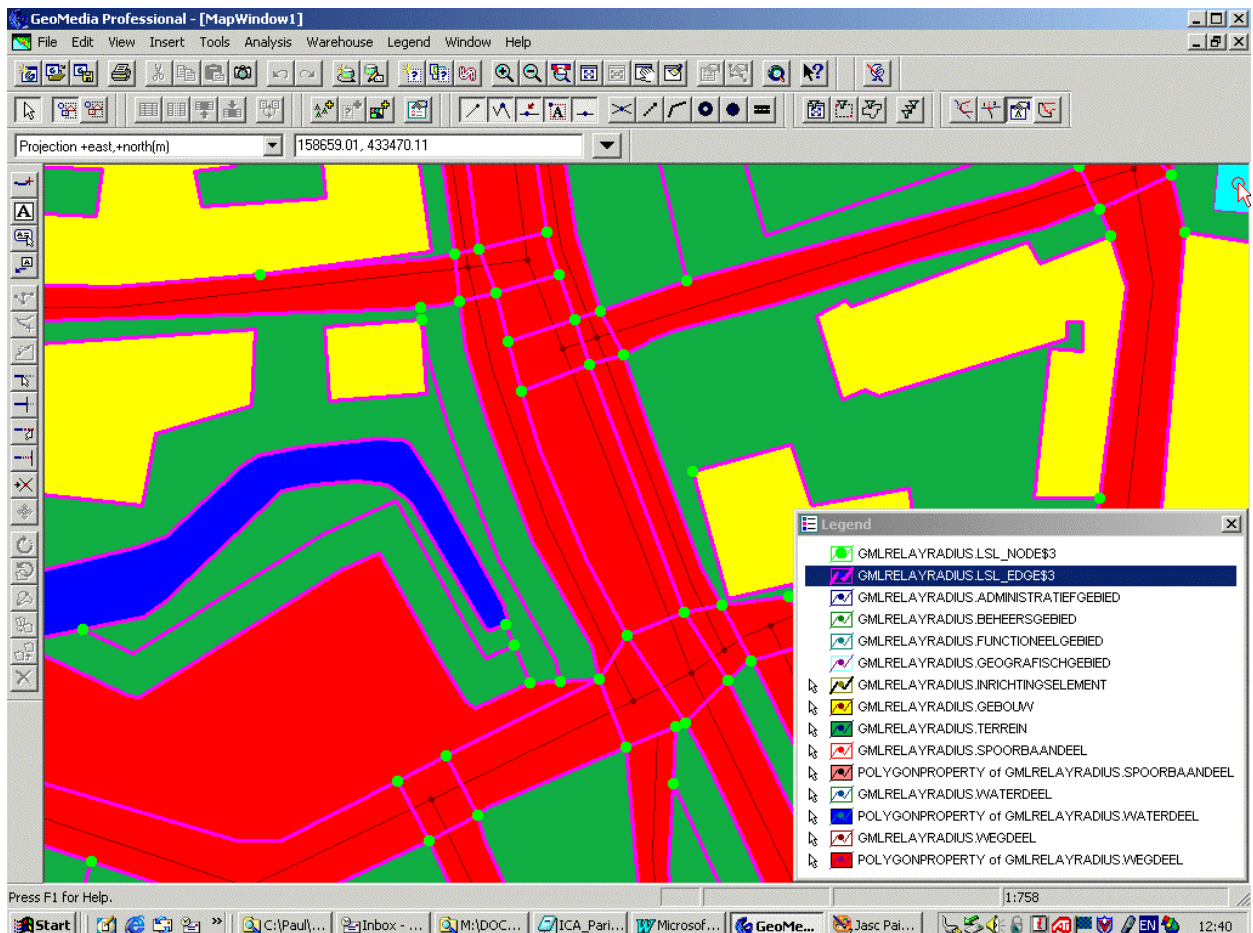 GeoMedia Professional - [MapWindow1]
File Edit View Insert Tools Analysis Warehouse Legend Window Help
Projection +east,+north(m) 158659.01, 433470.11
Legend
GMLRELAYRADIUS.LSL_NODE$3
GMLRELAYRADIUS.LSL_EDGE$3
GMLRELAYRADIUS.ADMINISTRATIEFGEBIED
GMLRELAYRADIUS.BEHEERSGEBIED
GMLRELAYRADIUS.FUNCTIONEELGEBIED
GMLRELAYRADIUS.GEOGRAFISCHGEBIED
GMLRELAYRADIUS.INRICHTINGSELEMENT
GMLRELAYRADIUS.GEBOUW
GMLRELAYRADIUS.TERREIN
GMLRELAYRADIUS.SPOORBAANDEEL
POLYGONPROPERTY of GMLRELAYRADIUS.SPOORBAANDEEL
GMLRELAYRADIUS.WATERDEEL
POLYGONPROPERTY of GMLRELAYRADIUS.WATERDEEL
GMLRELAYRADIUS.WEGDEEL
POLYGONPROPERTY of GMLRELAYRADIUS.WEGDEEL
Press F1 for Help. 1:758
Start » C:\Paul\... Inbox - ... M:\DOC... ICA_Pari... Microsof... GeoMe... Jasc Pai... EN 12:40